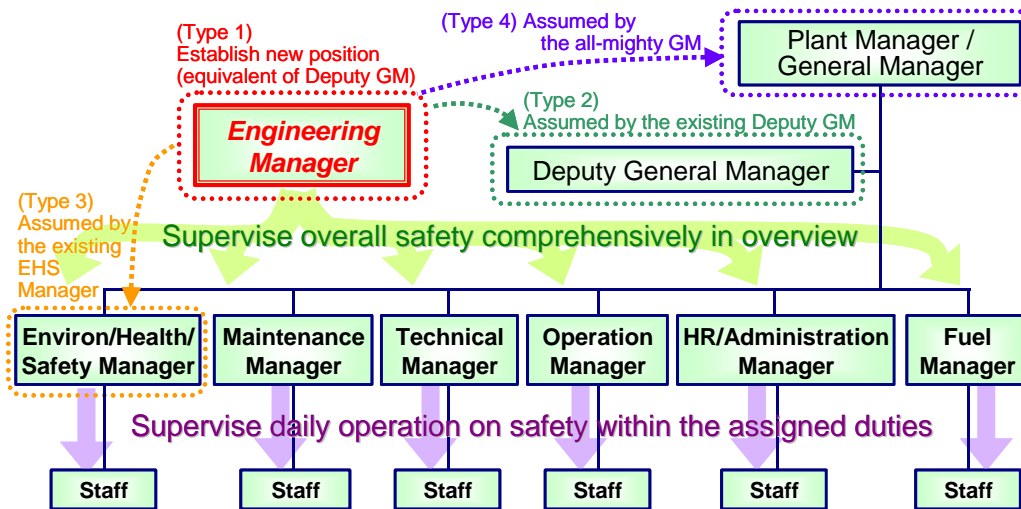 (Type 1)
Establish new position
(equivalent of Deputy GM)
(Type 4) Assumed by
the all-mighty GM
Plant Manager /
General Manager
Engineering
Manager
(Type 2)
Assumed by the existing Deputy GM
Deputy General Manager
(Type 3)
Assumed by
the existing
EHS
Manager
Supervise overall safety comprehensively in overview
Environ/Health/
Safety Manager
Maintenance
Manager
Technical
Manager
Operation
Manager
HR/Administration
Manager
Fuel
Manager
Supervise daily operation on safety within the assigned duties
Staff
Staff
Staff
Staff
Staff
Staff